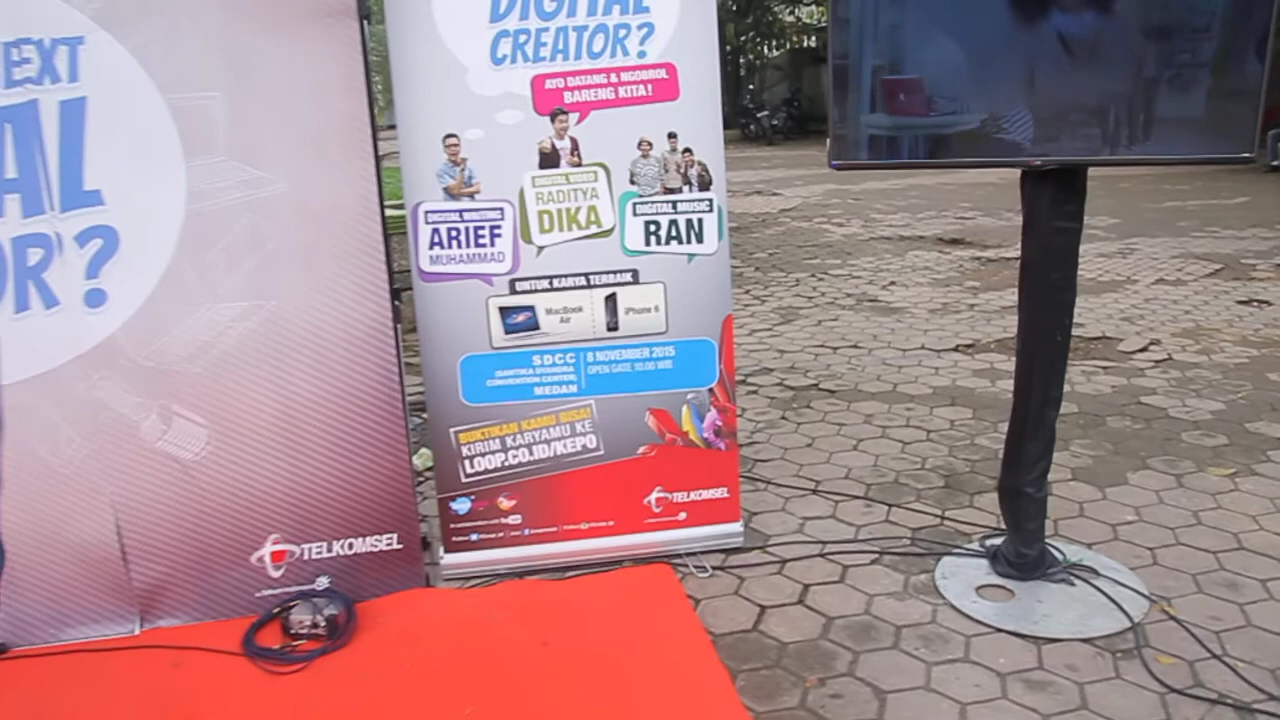 EXT
AL
OR?
TELKOMSEL
DIGITAL
CREATOR?
AYO DATANG & NGOBROL
BARENG KITA!
DIGITAL WRITING
ARIEF
MUHAMMAD
DIGITAL VIDEO
RADITYA
DIKA
DIGITAL MUSIC
RAN
UNTUK KARYA TERBAIK
MacBook
Air
iPhone 6
SDCC
(SANTIKA DYANDRA
CONVENTION CENTER)
MEDAN
8 NOVEMBER 2015
OPEN GATE 10.00 WIB
BUKTIKAN KAMU BISA!
KIRIM KARYAMU KE
LOOP.CO.ID/KEPO
TELKOMSEL